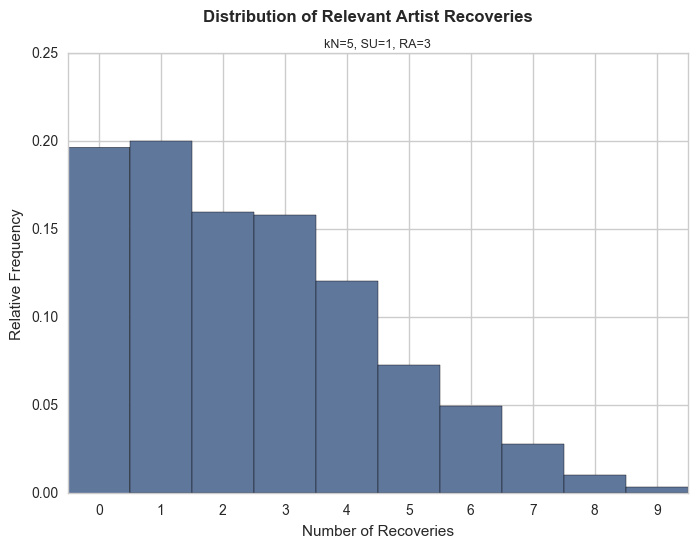 Distribution of Relevant Artist Recoveries
kN=5, SU=1, RA=3
0.25
0.20
0.15
0.10
0.05
0.00
Relative Frequency
0 1 2 3 4 5 6 7 8 9
Number of Recoveries